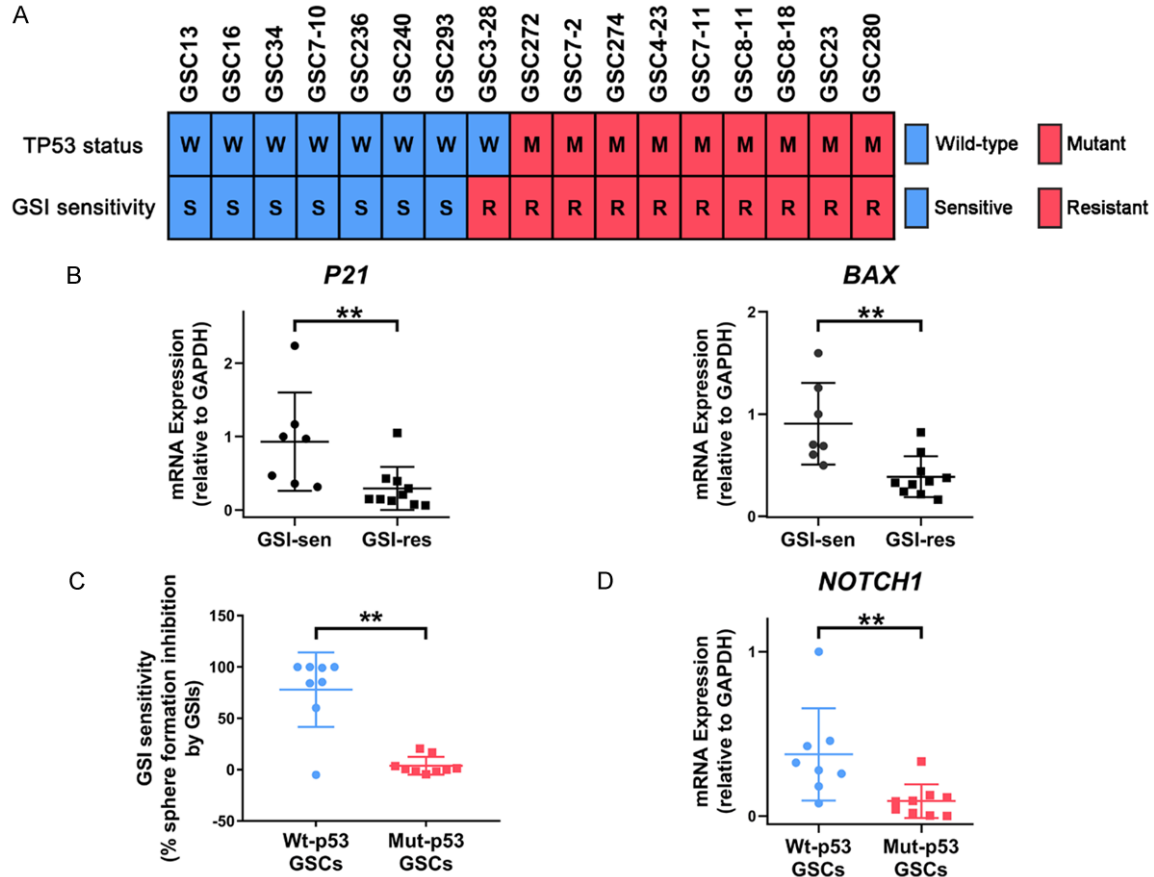 A
GSC13 GSC16 GSC34 GSC7-10 GSC236 GSC240 GSC293 GSC3-28 GSC272 GSC7-2 GSC274 GSC4-23 GSC7-11 GSC8-11 GSC8-18 GSC23 GSC280
TP53 status W W W W W W W W M M M M M M M M M Wild-type Mutant
GSI sensitivity S S S S S S S R R R R R R R R R R Sensitive Resistant
B
P21
mRNA Expression
(relative to GAPDH)
2
1
0
**
GSI-sen GSI-res
BAX
mRNA Expression
(relative to GAPDH)
2
1
0
**
GSI-sen GSI-res
C
GSI sensitivity
(% sphere formation inhibition
by GSIs)
150
100
50
0
-50
**
Wt-p53 Mut-p53
GSCs GSCs
D
NOTCH1
mRNA Expression
(relative to GAPDH)
1
0
**
Wt-p53 Mut-p53
GSCs GSCs